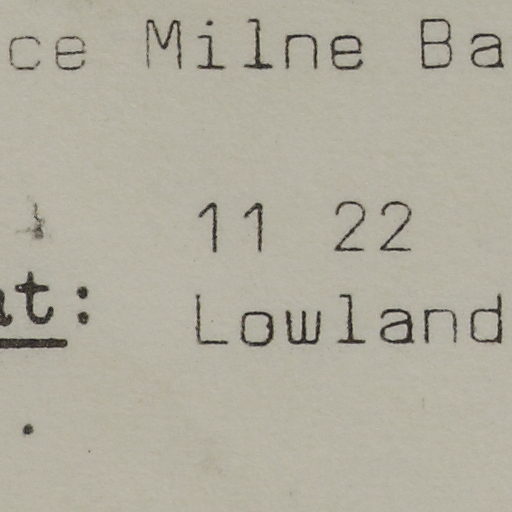 ce Milne Ba
11 22
at: Lowland
.